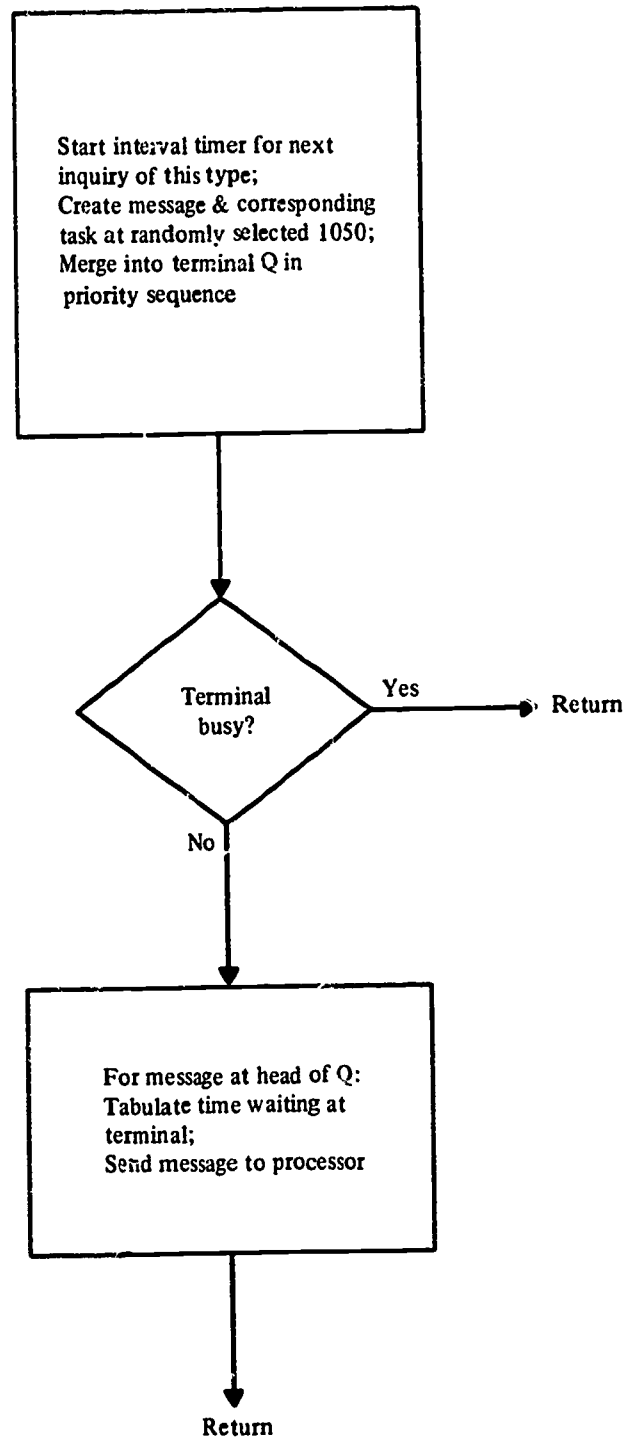 Start interval timer for next
inquiry of this type;
Create message & corresponding
task at randomly selected 1050;
Merge into terminal Q in
priority sequence
Terminal
busy?
Yes
Return
No
For message at head of Q:
Tabulate time waiting at
terminal;
Send message to processor
Return